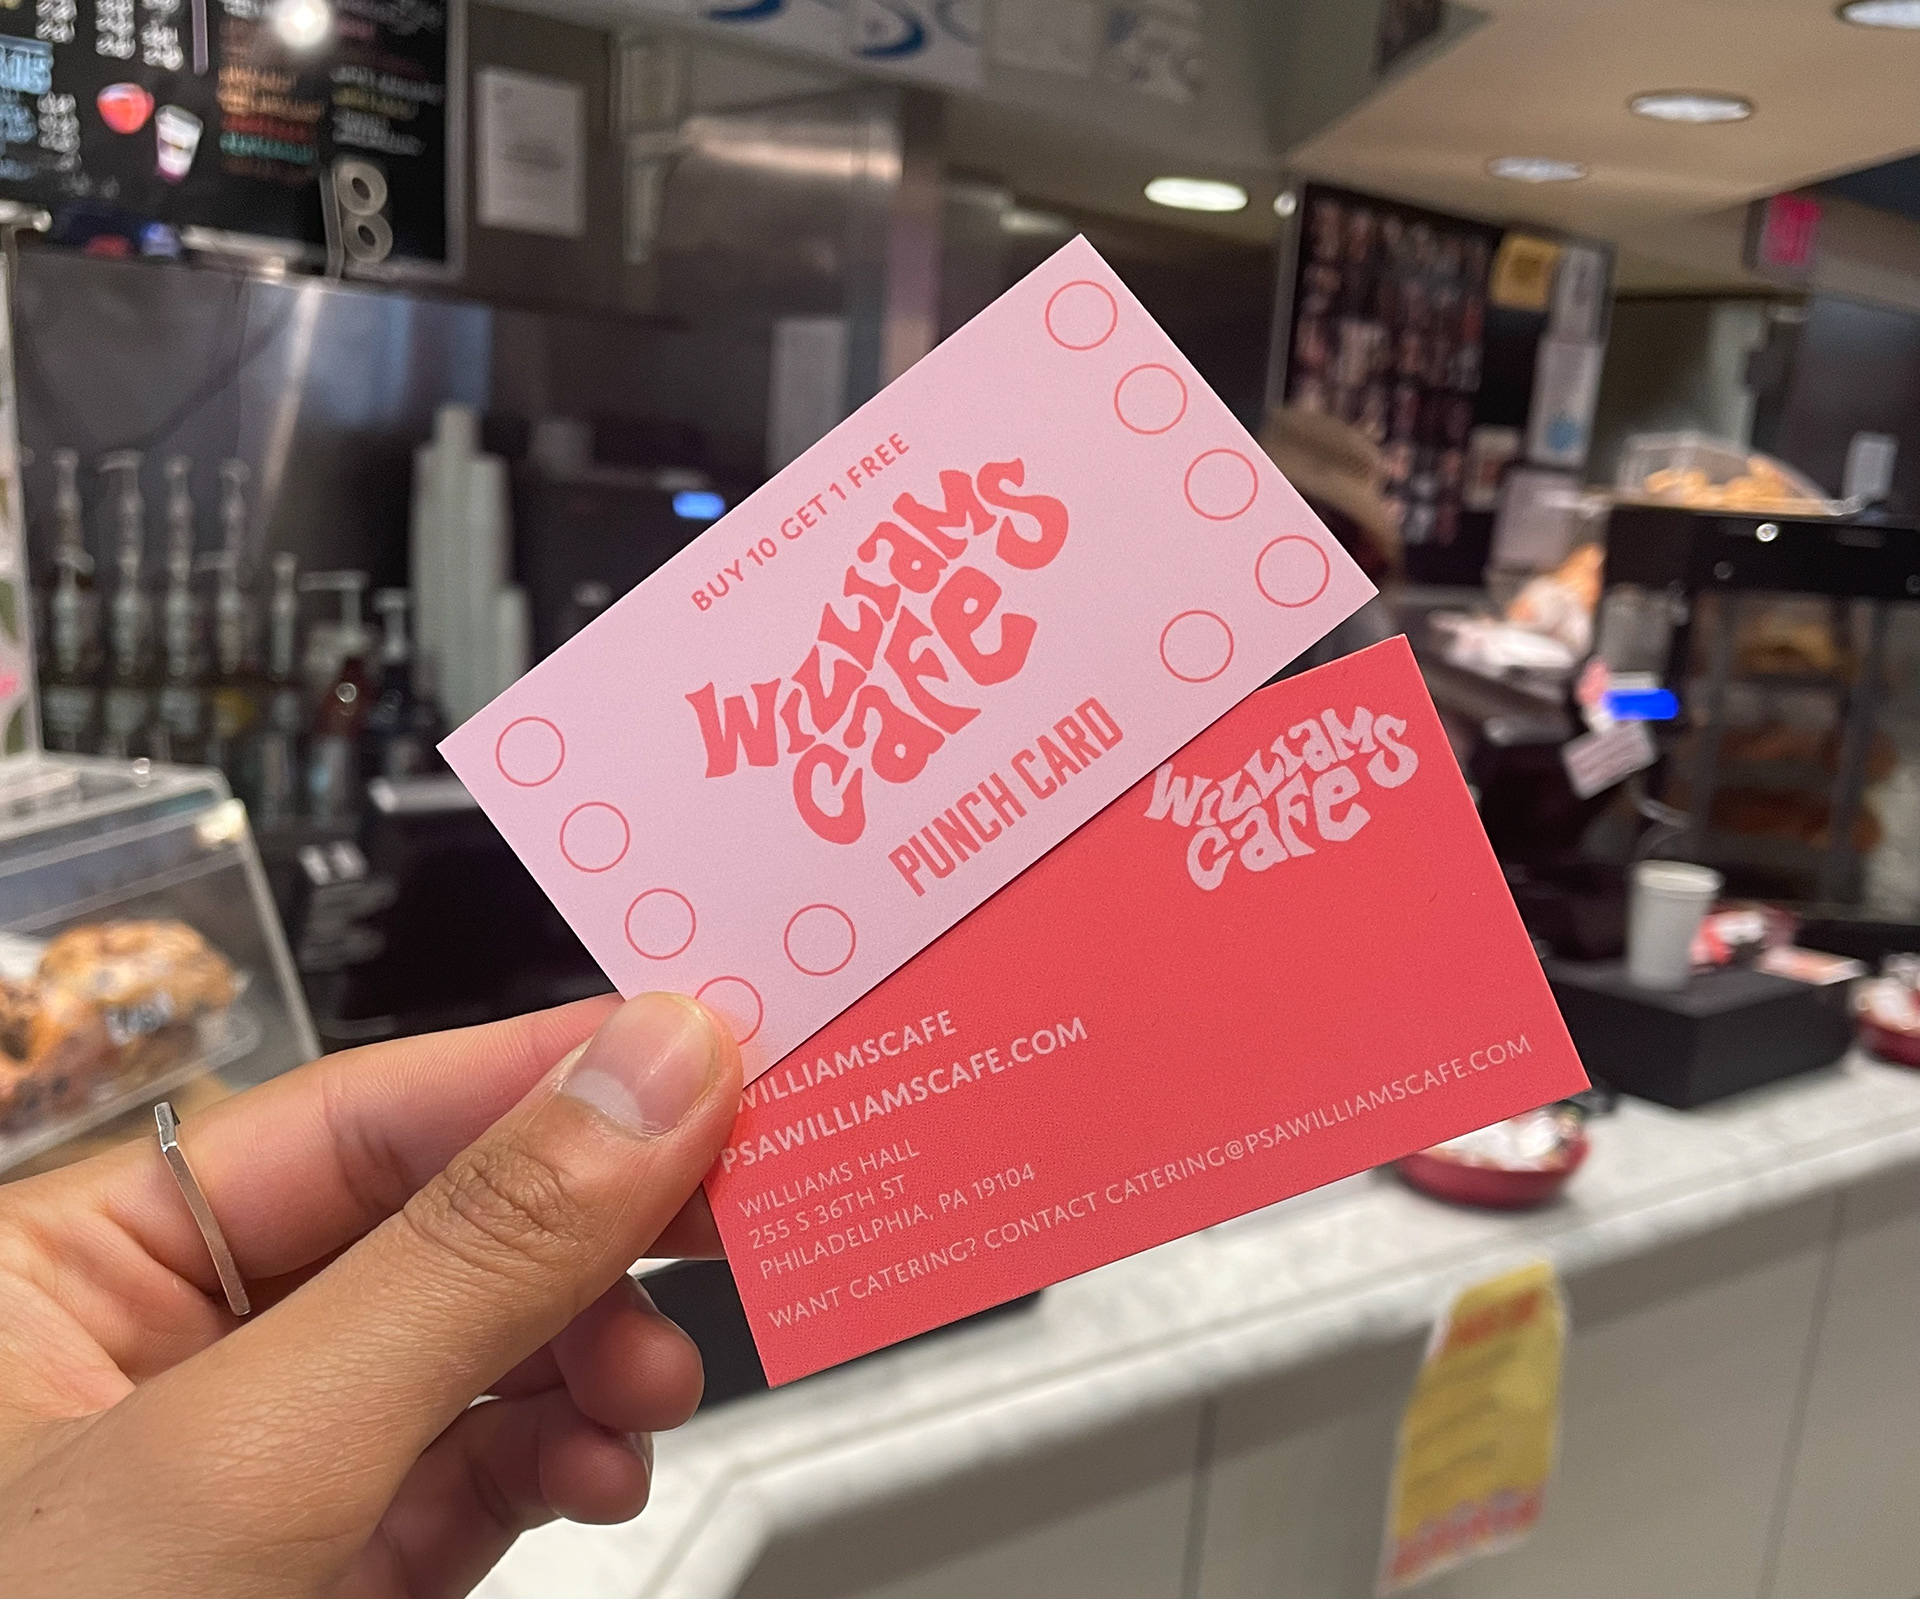 BUY 10 GET 1 FREE
WILLIAMS
CAFE
PUNCH CARD
WILLIAMS
CAFE
WILLIAMSCAFE
PSAWILLIAMSCAFE.COM
WILLIAMS HALL
255 S 36TH ST
PHILADELPHIA, PA 19104
WANT CATERING? CONTACT CATERING@PSAWILLIAMSCAFE.COM